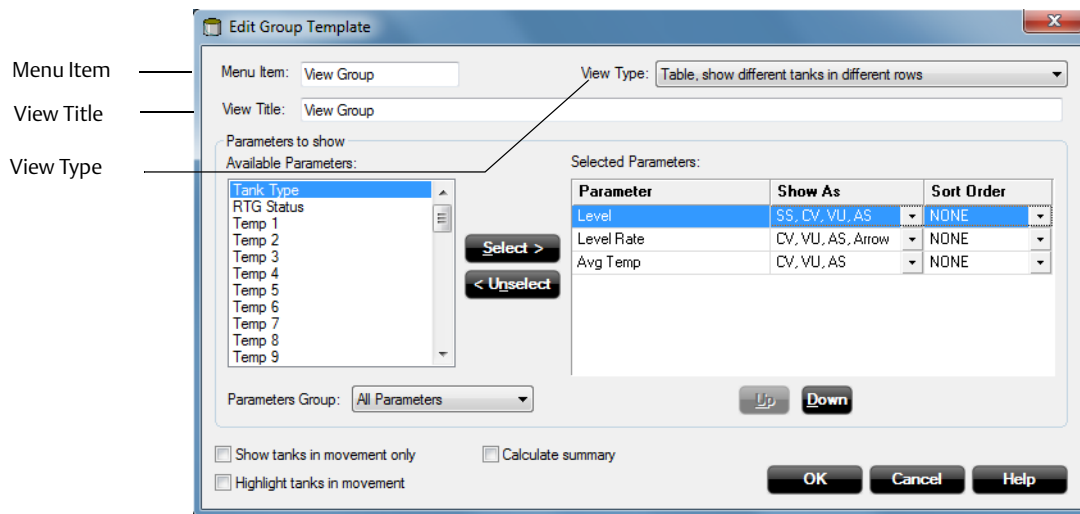 Edit Group Template
Menu Item
Menu Item: View Group
View Type: Table, show different tanks in different rows
View Title
View Title: View Group
View Type
Parameters to show
Available Parameters:
Tank Type
RTG Status
Temp 1
Temp 2
Temp 3
Temp 4
Temp 5
Temp 6
Temp 7
Temp 8
Temp 9
Select >
< Unselect
Selected Parameters:
Parameter Show As Sort Order
Level SS, CV, VU, AS NONE
Level Rate CV, VU, AS, Arrow NONE
Avg Temp CV, VU, AS NONE
Parameters Group: All Parameters
Up Down
Show tanks in movement only
Calculate summary
Highlight tanks in movement
OK Cancel Help